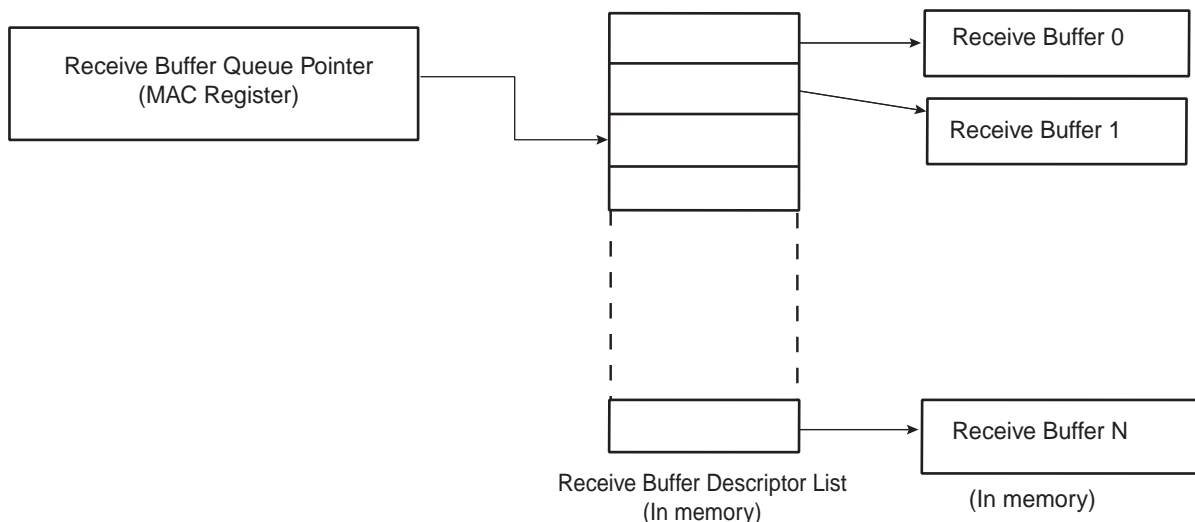 Receive Buffer Queue Pointer
(MAC Register)
Receive Buffer 0
Receive Buffer 1
Receive Buffer N
Receive Buffer Descriptor List
(In memory)
(In memory)